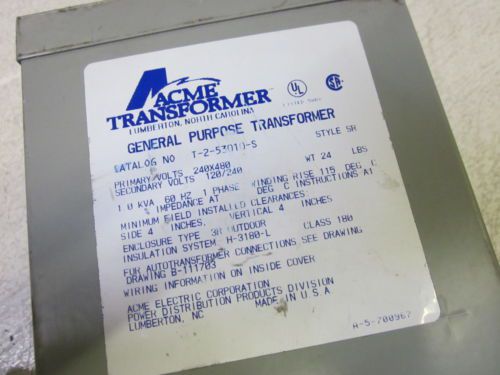 ACME
TRANSFORMER
LUMBERTON, NORTH CAROLINA
UL
LISTED
GENERAL PURPOSE TRANSFORMER
CATALOG NO T-2-53010-S STYLE SR
PRIMARY VOLTS 240X480 WT 24 LBS
SECONDARY VOLTS 120/240
1.0 KVA 60 HZ 1 PHASE WINDING RISE 115 DEG C
% IMPEDANCE AT DEG C INSTRUCTIONS AT
MINIMUM FIELD INSTALLED CLEARANCES:
SIDE 4 INCHES, VERTICAL 4 INCHES
ENCLOSURE TYPE 3R OUTDOOR CLASS 180
INSULATION SYSTEM H-3180-L
FOR AUTOTRANSFORMER CONNECTIONS SEE DRAWING
DRAWING B-111703
WIRING INFORMATION ON INSIDE COVER
ACME ELECTRIC CORPORATION
POWER DISTRIBUTION PRODUCTS DIVISION
LUMBERTON, NC MADE IN U.S.A.
A-5-700967